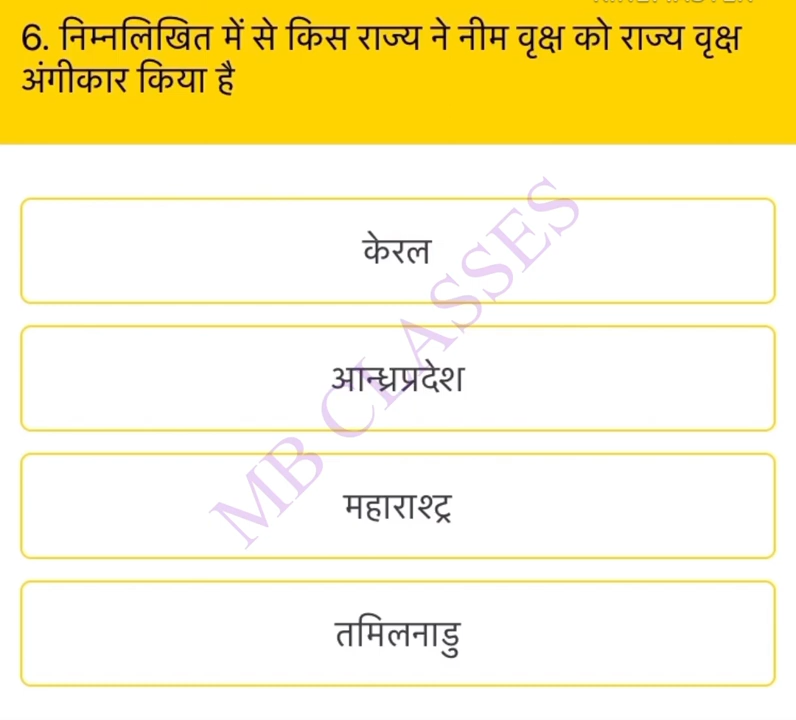 6. निम्नलिखित में से किस राज्य ने नीम वृक्ष को राज्य वृक्ष
अंगीकार किया है
केरल
आन्ध्रप्रदेश
महाराश्ट्र
तमिलनाडु
MB CLASSES